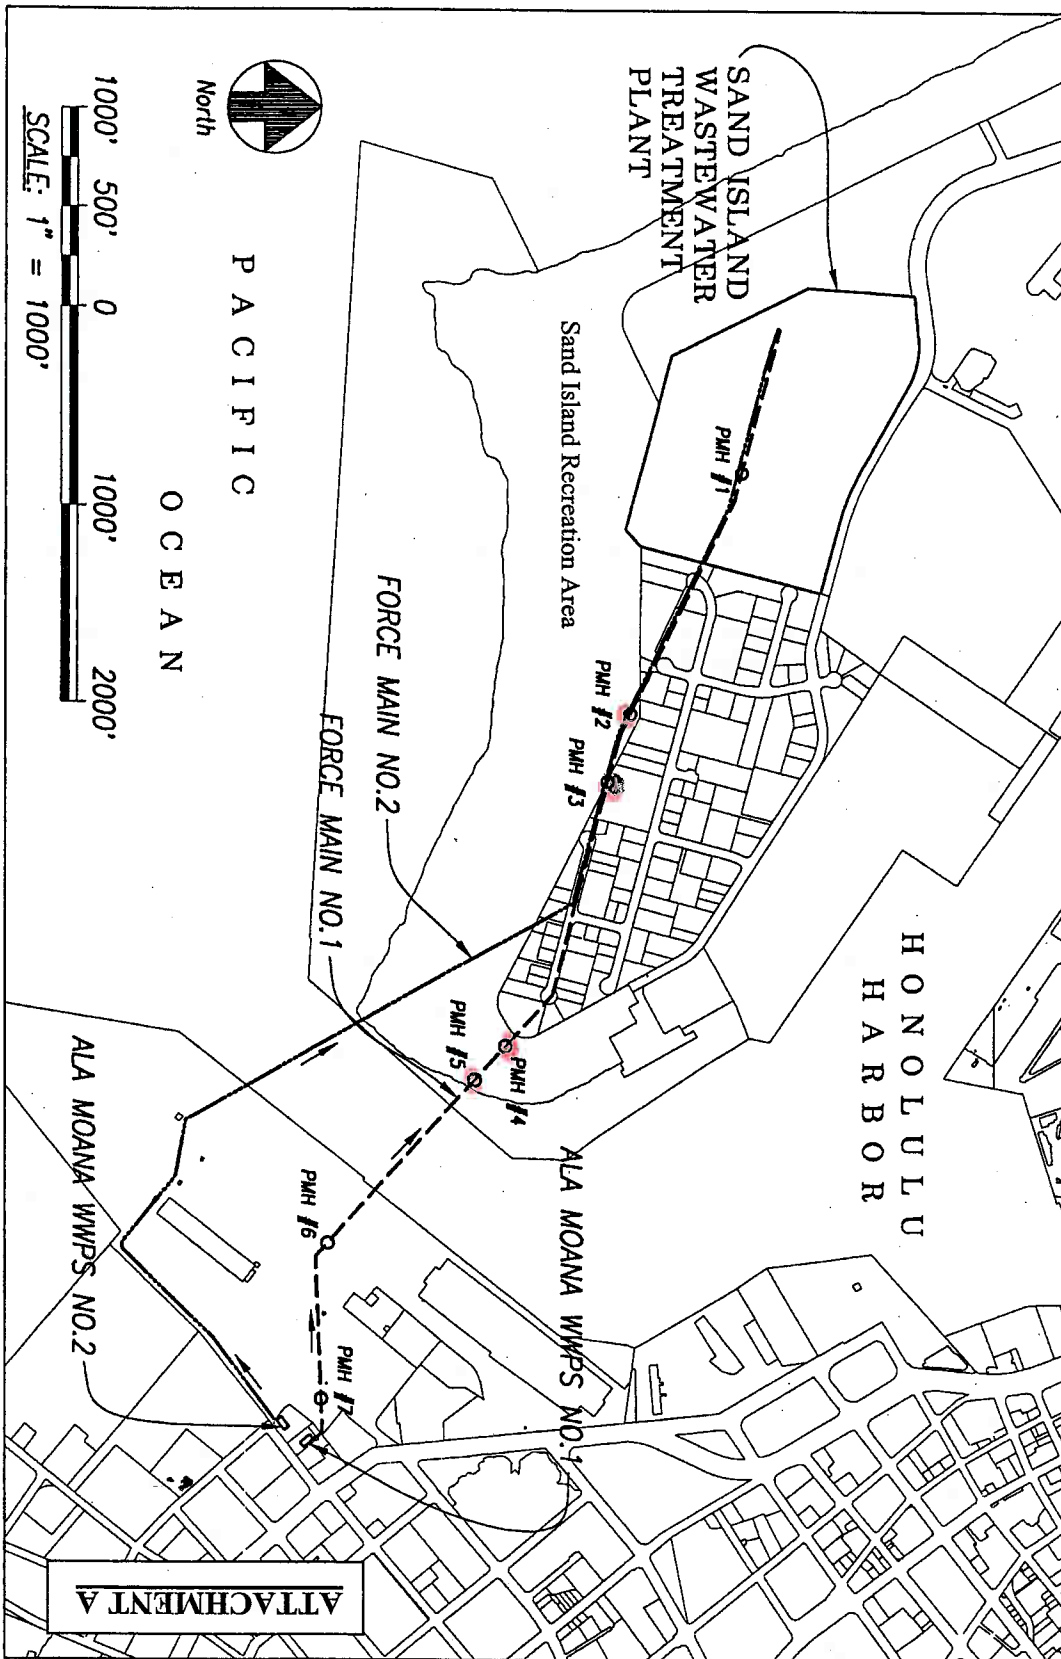 SAND ISLAND
WASTEWATER
TREATMENT
PLANT
HONOLULU
HARBOR
PMH #1
PMH #2
PMH #3
PMH #4
PMH #5
PMH #6
PMH #7
Sand Island Recreation Area
FORCE MAIN NO.2
FORCE MAIN NO.1
ALA MOANA WWPS NO.1
ALA MOANA WWPS NO.2
PACIFIC
OCEAN
North
1000' 500' 0 1000' 2000'
SCALE: 1" = 1000'
ATTACHMENT A